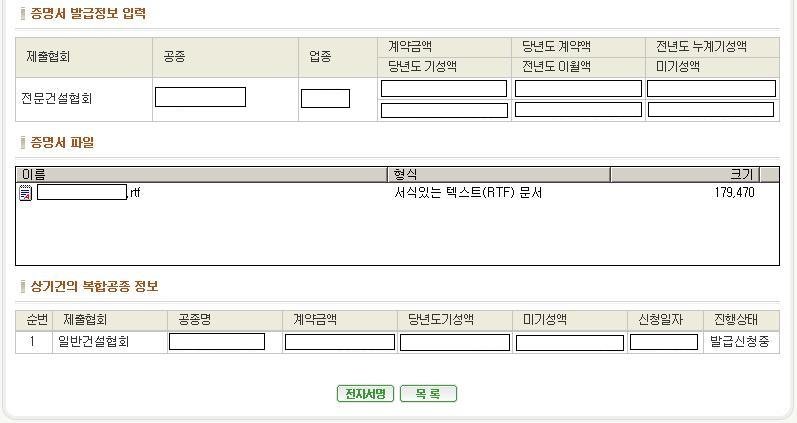 증명서 발급정보 입력
제출협회 공종 업종 계약금액 당년도 계약액 전년도 누계기성액
당년도 기성액 전년도 이월액 미기성액
전문건설협회
증명서 파일
이름 형식 크기
.rtf 서식있는 텍스트(RTF) 문서 179,470
상기건의 복합공종 정보
순번 제출협회 공종명 계약금액 당년도기성액 미기성액 신청일자 진행상태
1 일반건설협회 발급신청중
전자서명 목록